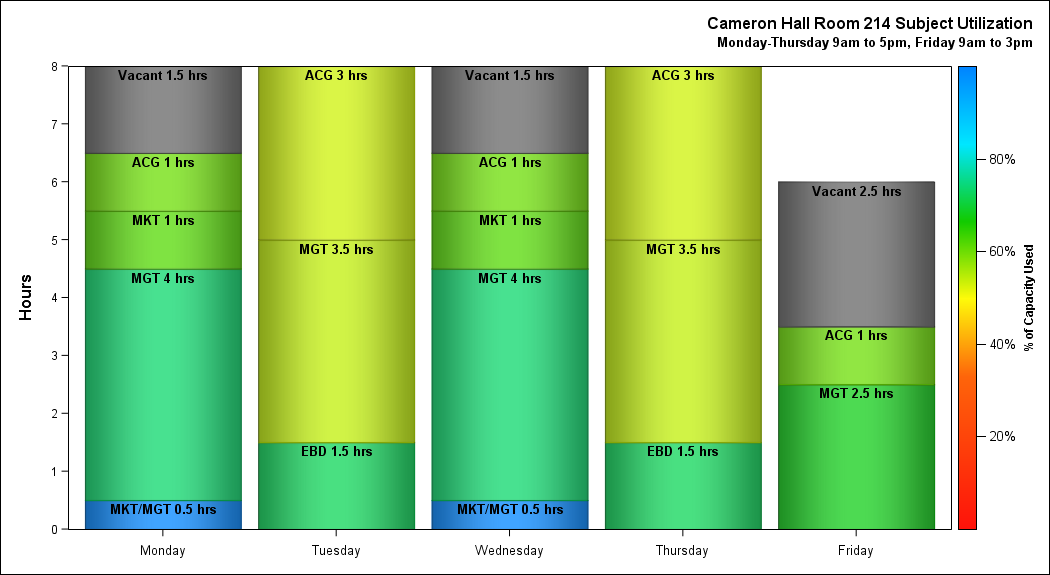 Cameron Hall Room 214 Subject Utilization
Monday-Thursday 9am to 5pm, Friday 9am to 3pm
Hours
8
7
6
5
4
3
2
1
0
Vacant 1.5 hrs
ACG 1 hrs
MKT 1 hrs
MGT 4 hrs
MKT/MGT 0.5 hrs
ACG 3 hrs
MGT 3.5 hrs
EBD 1.5 hrs
Vacant 1.5 hrs
ACG 1 hrs
MKT 1 hrs
MGT 4 hrs
MKT/MGT 0.5 hrs
ACG 3 hrs
MGT 3.5 hrs
EBD 1.5 hrs
Vacant 2.5 hrs
ACG 1 hrs
MGT 2.5 hrs
Monday
Tuesday
Wednesday
Thursday
Friday
80%
60%
40%
20%
% of Capacity Used